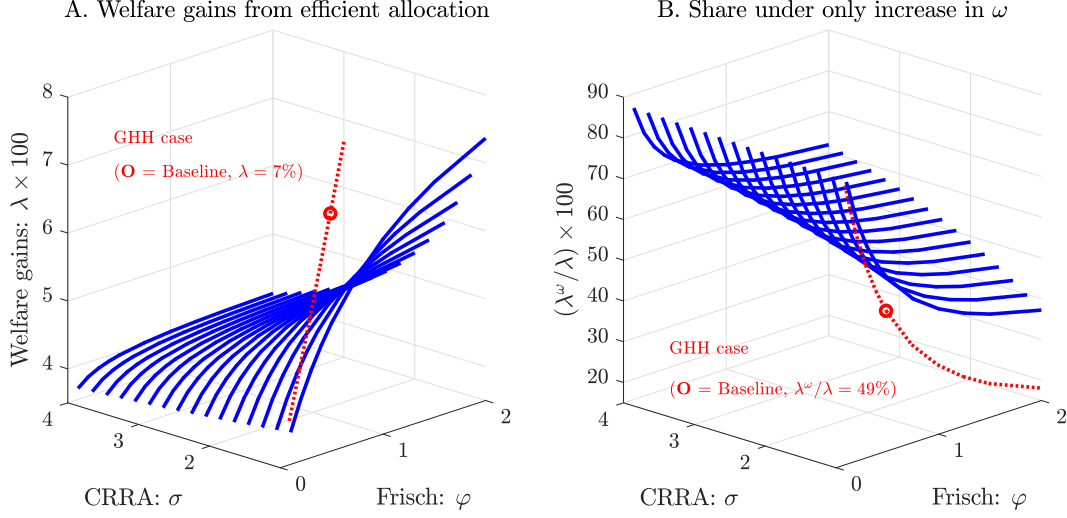 A. Welfare gains from efficient allocation
8
7
6
5
4
Welfare gains: λ × 100
GHH case
(O = Baseline, λ = 7%)
4
3
2
0
1
2
CRRA: σ
Frisch: φ
B. Share under only increase in ω
90
80
70
60
50
40
30
20
(λ^ω/λ) × 100
GHH case
(O = Baseline, λ^ω/λ = 49%)
4
3
2
0
1
2
CRRA: σ
Frisch: φ